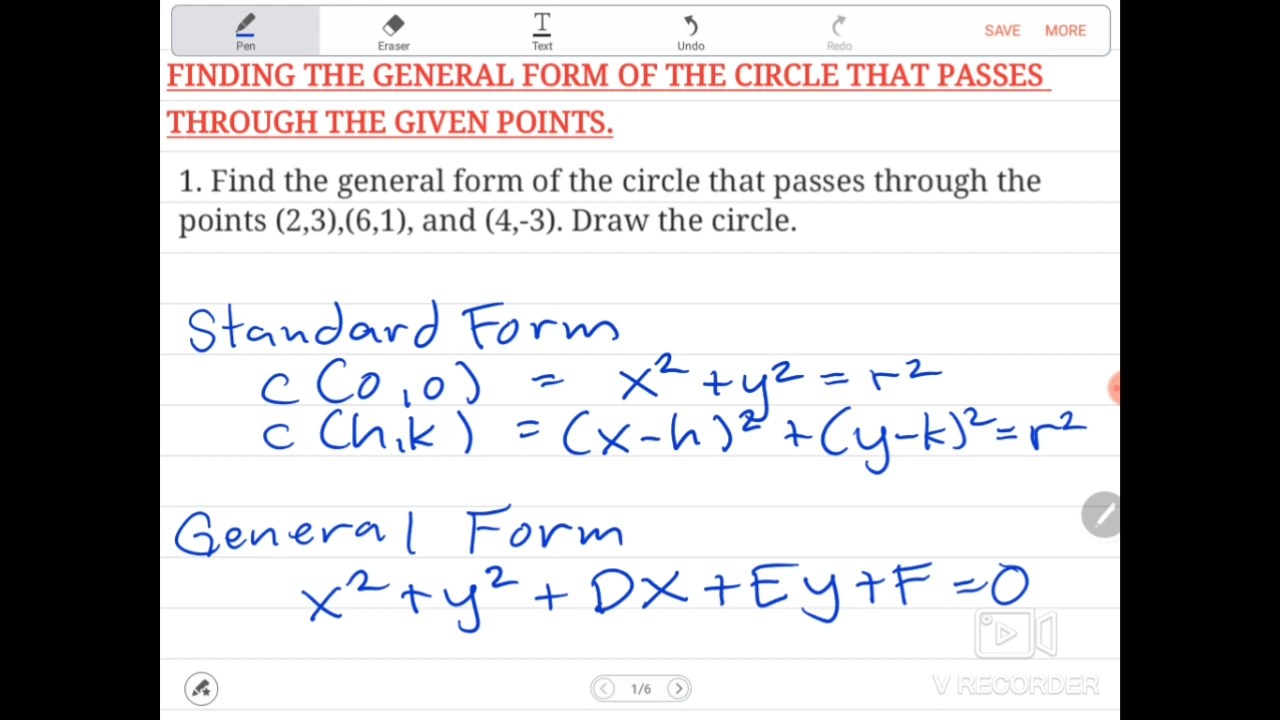 Pen Eraser Text Undo Redo SAVE MORE
FINDING THE GENERAL FORM OF THE CIRCLE THAT PASSES
THROUGH THE GIVEN POINTS.
1. Find the general form of the circle that passes through the
points (2,3),(6,1), and (4,-3). Draw the circle.
Standard Form
C (0,0) = x² + y² = r²
C (h,k) = (x-h)² + (y-k)² = r²
General Form
x² + y² + Dx + Ey + F = 0
1/6
V RECORDER